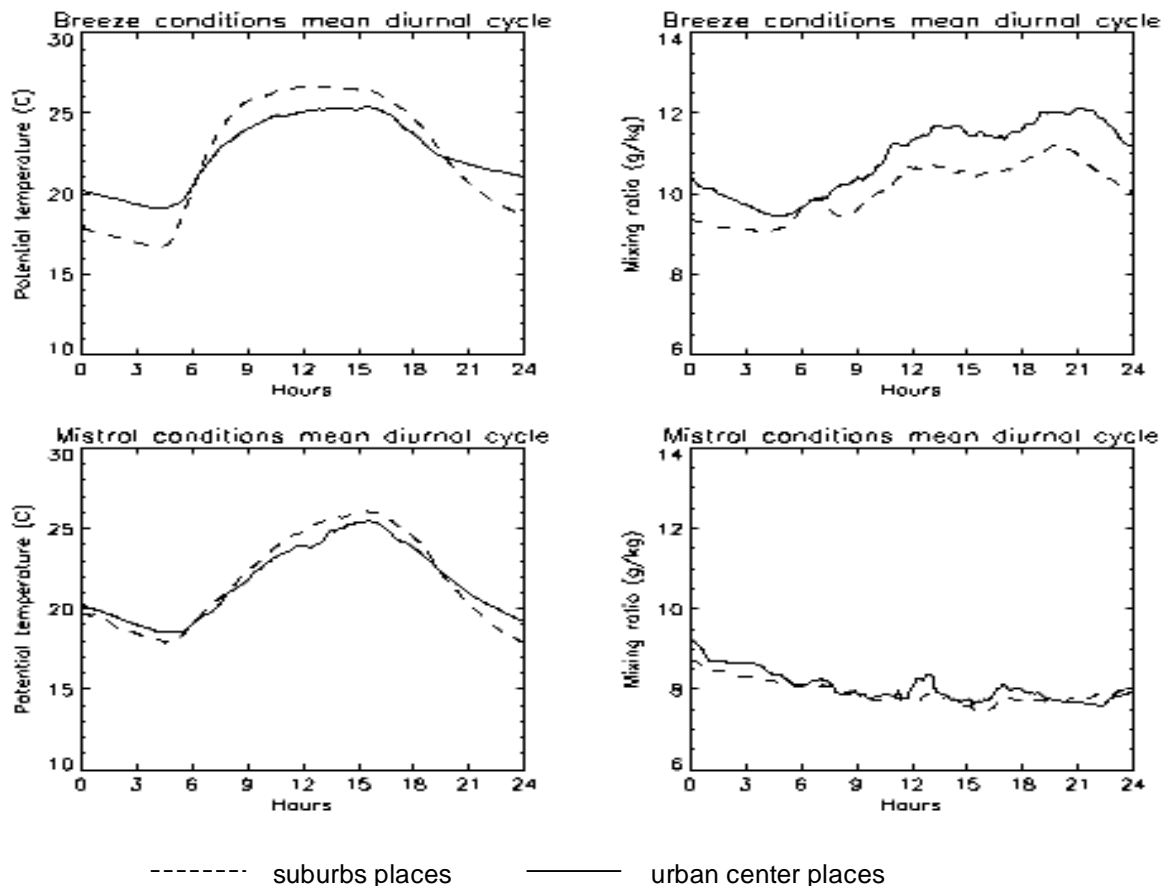 Breeze conditions mean diurnal cycle
30
25
20
15
10
Potential temperature (C)
0 3 6 9 12 15 18 21 24
Hours
Breeze conditions mean diurnal cycle
14
12
10
8
6
Mixing ratio (g/kg)
0 3 6 9 12 15 18 21 24
Hours
Mistral conditions mean diurnal cycle
30
25
20
15
10
Potential temperature (C)
0 3 6 9 12 15 18 21 24
Hours
Mistral conditions mean diurnal cycle
14
12
10
8
6
Mixing ratio (g/kg)
0 3 6 9 12 15 18 21 24
Hours
suburbs places urban center places